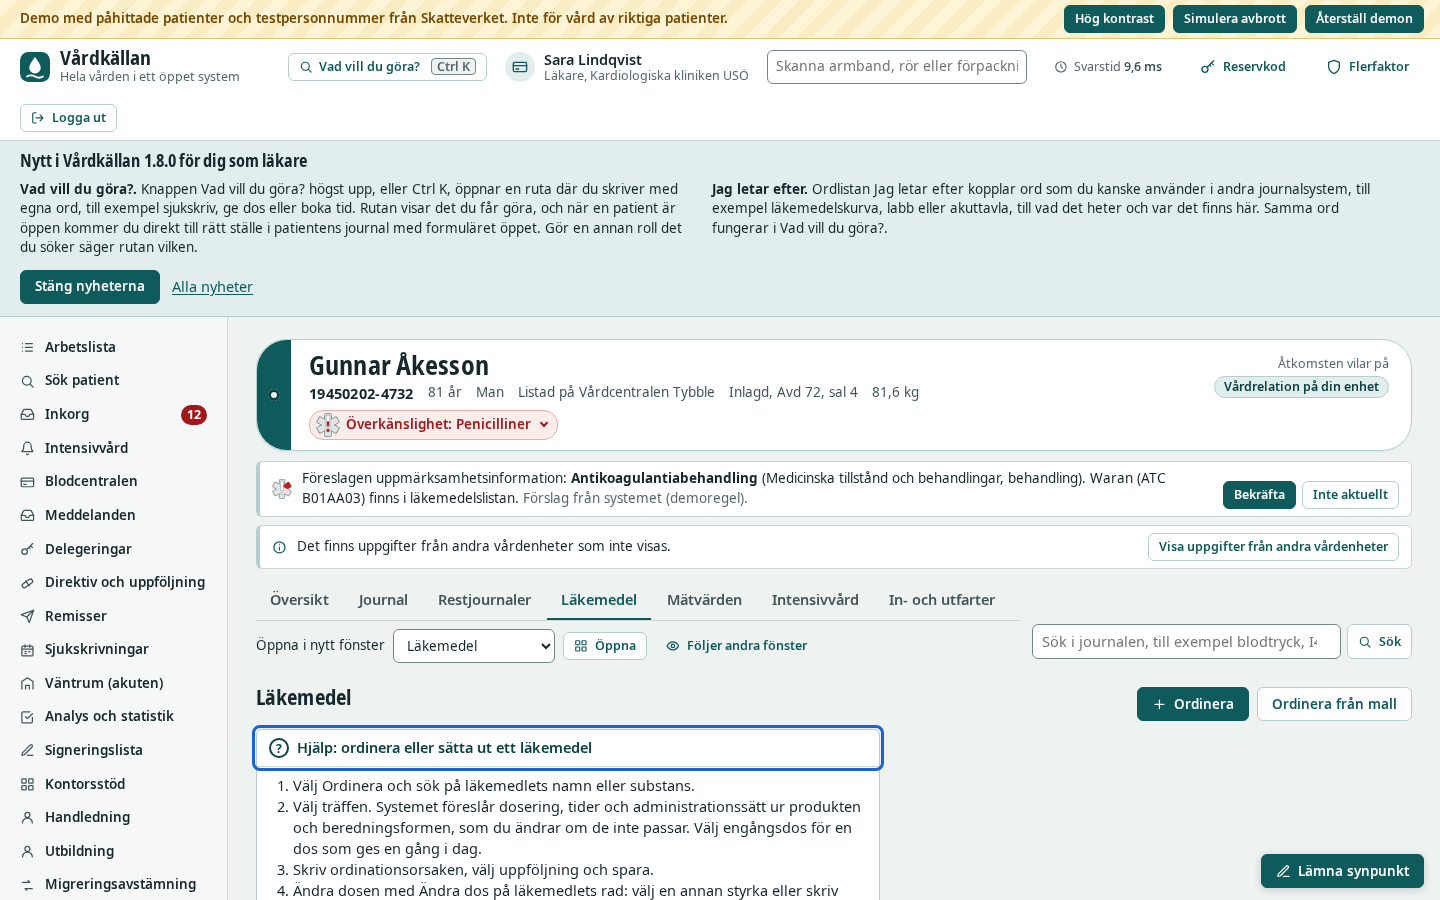 Demo med påhittade patienter och testpersonnummer från Skatteverket. Inte för vård av riktiga patienter.
Hög kontrast
Simulera avbrott
Återställ demon
Vårdkällan
Hela vården i ett öppet system
Vad vill du göra? Ctrl K
Sara Lindqvist
Läkare, Kardiologiska kliniken USÖ
Skanna armband, rör eller förpackni
Svarstid 9,6 ms
Reservkod
Flerfaktor
Logga ut
Nytt i Vårdkällan 1.8.0 för dig som läkare
Vad vill du göra?. Knappen Vad vill du göra? högst upp, eller Ctrl K, öppnar en ruta där du skriver med
egna ord, till exempel sjukskriv, ge dos eller boka tid. Rutan visar det du får göra, och när en patient är
öppen kommer du direkt till rätt ställe i patientens journal med formuläret öppet. Gör en annan roll det
du söker säger rutan vilken.
Jag letar efter. Ordlistan Jag letar efter kopplar ord som du kanske använder i andra journalsystem, till
exempel läkemedelskurva, labb eller akuttavla, till vad det heter och var det finns här. Samma ord
fungerar i Vad vill du göra?.
Stäng nyheterna
Alla nyheter
Arbetslista
Sök patient
Inkorg 12
Intensivvård
Blodcentralen
Meddelanden
Delegeringar
Direktiv och uppföljning
Remisser
Sjukskrivningar
Väntrum (akuten)
Analys och statistik
Signeringslista
Kontorsstöd
Handledning
Utbildning
Migreringsavstämning
Gunnar Åkesson
19450202-4732 81 år Man Listad på Vårdcentralen Tybble Inlagd, Avd 72, sal 4 81,6 kg
Överkänslighet: Penicilliner
Åtkomsten vilar på
Vårdrelation på din enhet
Föreslagen uppmärksamhetsinformation: Antikoagulantiabehandling (Medicinska tillstånd och behandlingar, behandling). Waran (ATC
B01AA03) finns i läkemedelslistan. Förslag från systemet (demoregel).
Bekräfta
Inte aktuellt
Det finns uppgifter från andra vårdenheter som inte visas.
Visa uppgifter från andra vårdenheter
Översikt
Journal
Restjournaler
Läkemedel
Mätvärden
Intensivvård
In- och utfarter
Öppna i nytt fönster
Läkemedel
Öppna
Följer andra fönster
Sök i journalen, till exempel blodtryck, I4
Sök
Läkemedel
Ordinera
Ordinera från mall
? Hjälp: ordinera eller sätta ut ett läkemedel
1. Välj Ordinera och sök på läkemedlets namn eller substans.
2. Välj träffen. Systemet föreslår dosering, tider och administrationssätt ur produkten
och beredningsformen, som du ändrar om de inte passar. Välj engångsdos för en
dos som ges en gång i dag.
3. Skriv ordinationsorsaken, välj uppföljning och spara.
4. Ändra dosen med Ändra dos på läkemedlets rad: välj en annan styrka eller skriv
Lämna synpunkt